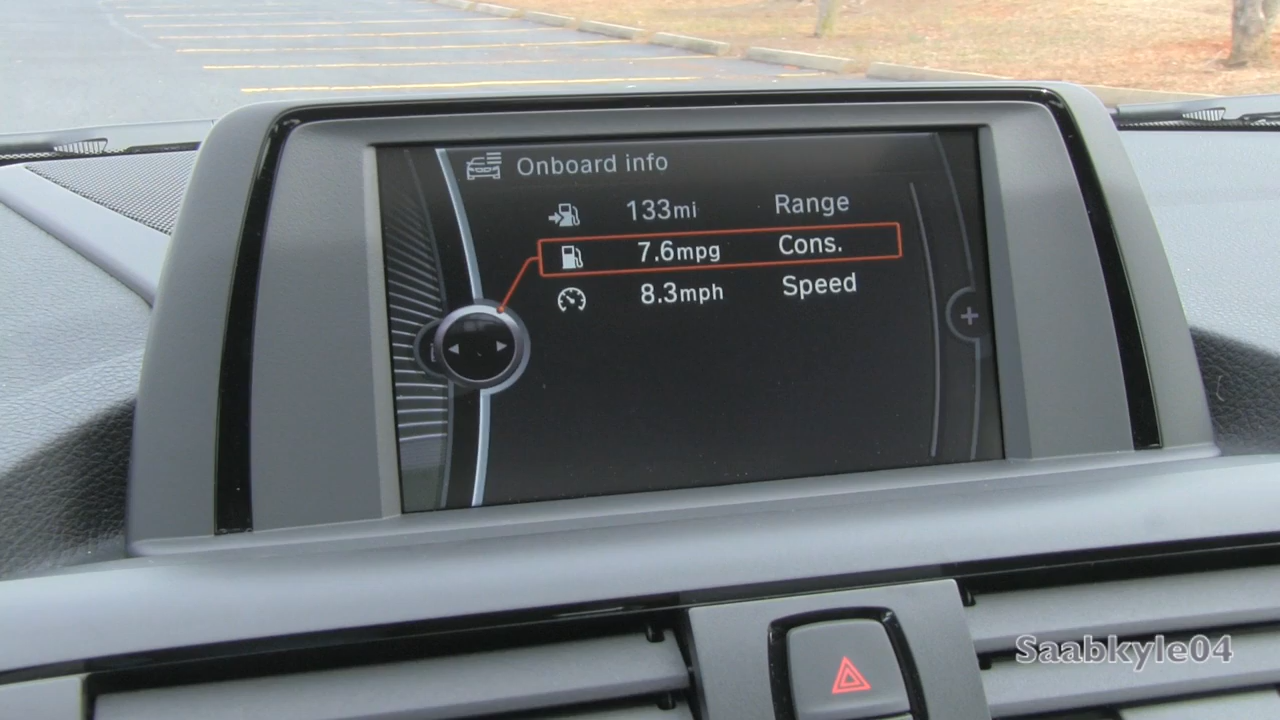 Onboard info
133mi Range
7.6mpg Cons.
8.3mph Speed
+
Saabkyle04